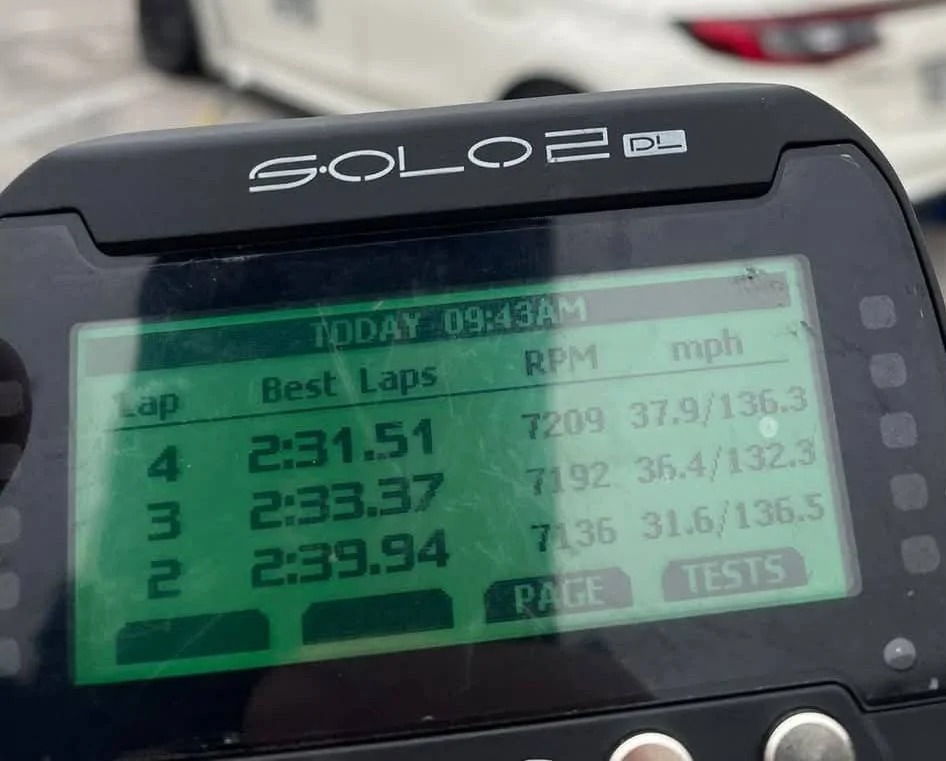 SOLO2 DL
TODAY 09:43AM
Lap Best Laps RPM mph
4 2:31.51 7209 37.9/136.3
3 2:33.37 7192 36.4/132.3
2 2:39.94 7136 31.6/136.5
PAGE TESTS